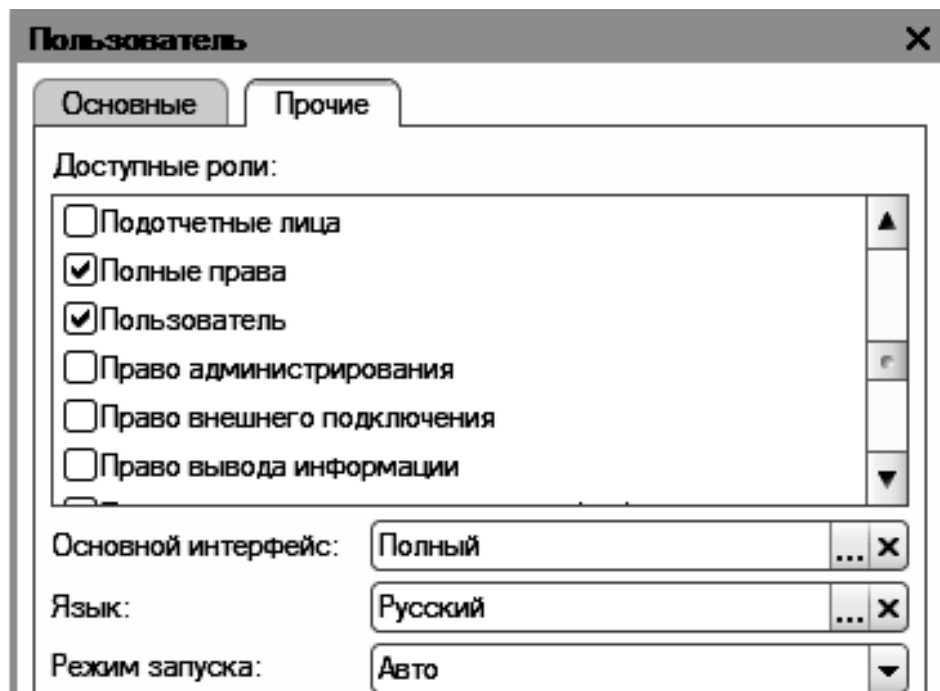 Пользователь
Основные
Прочие
Доступные роли:
Подотчетные лица
Полные права
Пользователь
Право администрирования
Право внешнего подключения
Право вывода информации
Основной интерфейс: Полный ...
Язык: Русский ...
Режим запуска: Авто